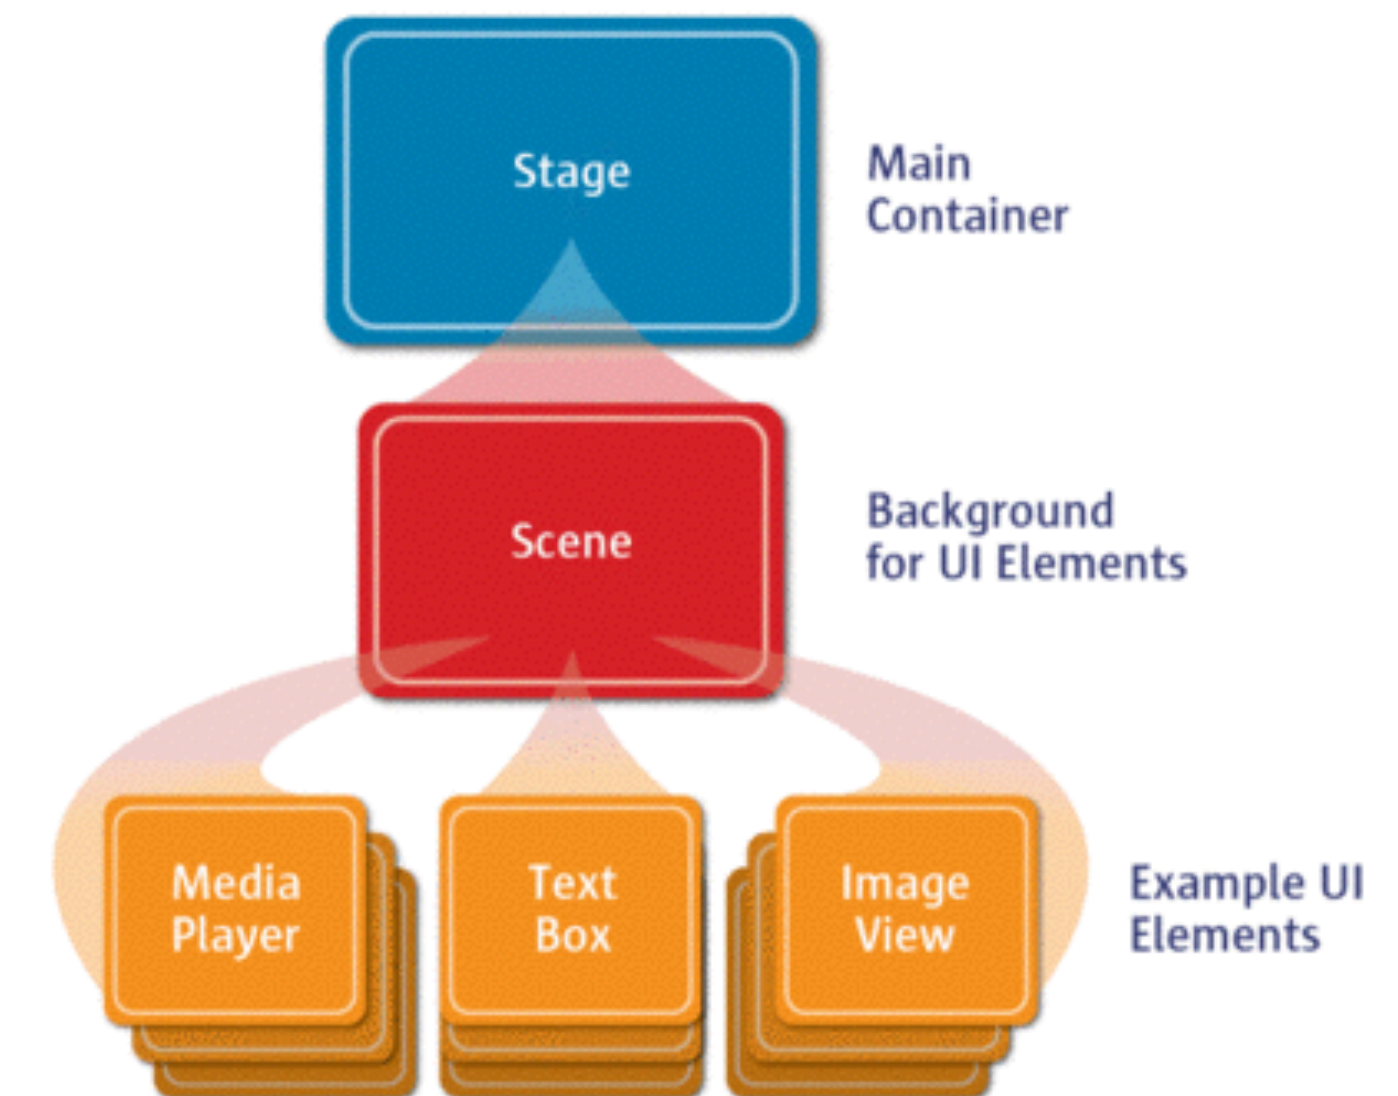 Stage
Main
Container
Scene
Background
for UI Elements
Media
Player
Text
Box
Image
View
Example UI
Elements